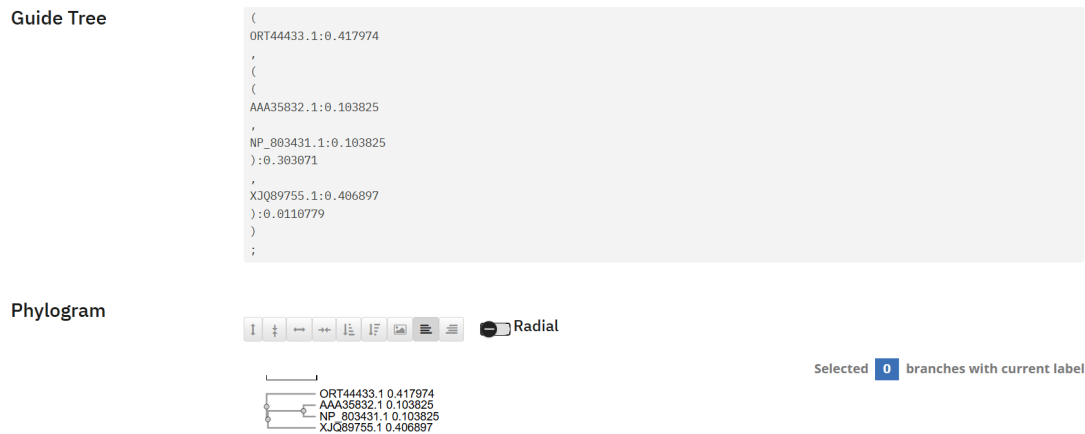 Guide Tree
(
ORT44433.1:0.417974
,
(
(
AAA35832.1:0.103825
,
NP_803431.1:0.103825
):0.303071
,
XJQ89755.1:0.406897
):0.0110779
)
;
Phylogram
Radial
Selected 0 branches with current label
ORT44433.1 0.417974
AAA35832.1 0.103825
NP_803431.1 0.103825
XJQ89755.1 0.406897